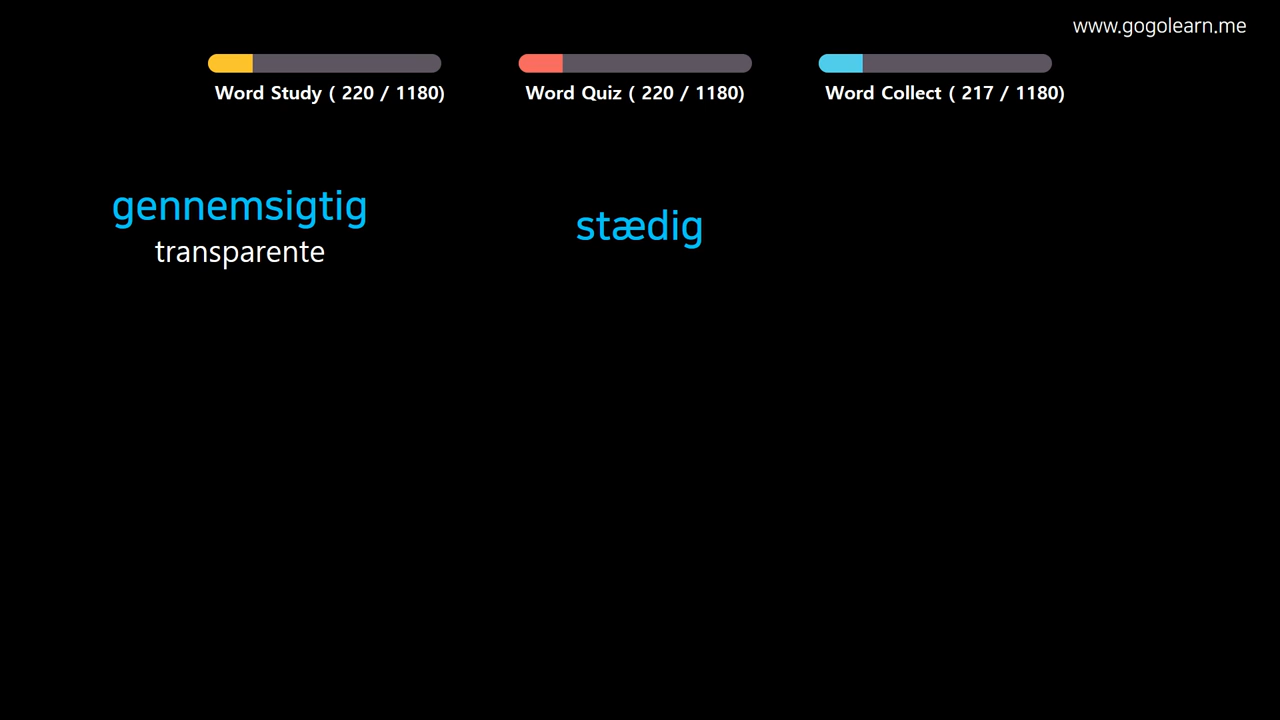 www.gogolearn.me
Word Study ( 220 / 1180)
Word Quiz ( 220 / 1180)
Word Collect ( 217 / 1180)
gennemsigtig
transparente
stædig